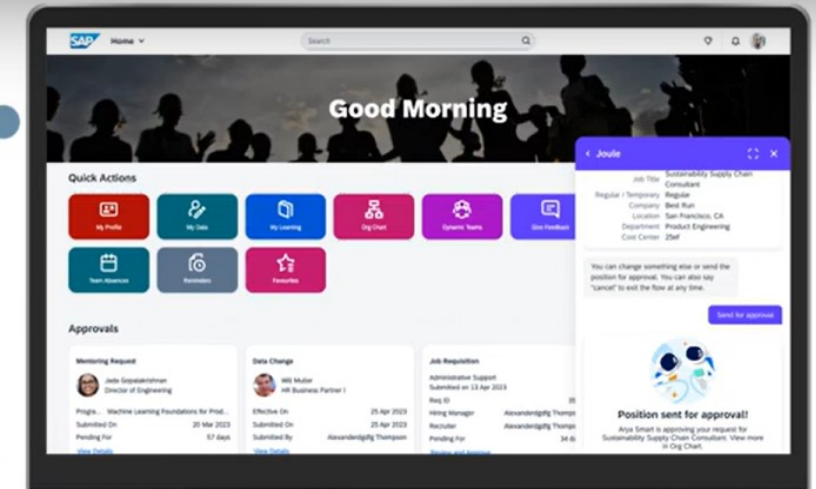 SAP Home
Search
Good Morning
Quick Actions
My Profile
My Data
My Learning
Org Chart
Dynamic Teams
Give Feedback
Team Absences
Reminders
Favourites
Approvals
Mentoring Request
Jada Gopalakrishnan
Director of Engineering
Progra... Machine Learning Foundations for Prod...
Submitted On 20 Mar 2023
Pending For 57 days
View Details
Data Change
Will Muller
HR Business Partner I
Effective On 25 Apr 2023
Submitted On 25 Apr 2023
Submitted By Thompson
View Details
Job Requisition
Administrative Support
Submitted on 13 Apr 2023
Req ID
Hiring Manager
Recruiter
Pending For
Review and Approve
Joule
Job Title Sustainability Supply Chain
Consultant
Regular / Temporary Regular
Company Best Run
Location San Francisco, CA
Department Product Engineering
Cost Center
You can change something else or send the
position for approval. You can also say
"cancel" to exit the flow at any time.
Send for approval
Position sent for approval!
Arya Smart is approving your request for
Sustainability Supply Chain Consultant. View more
in Org Chart.